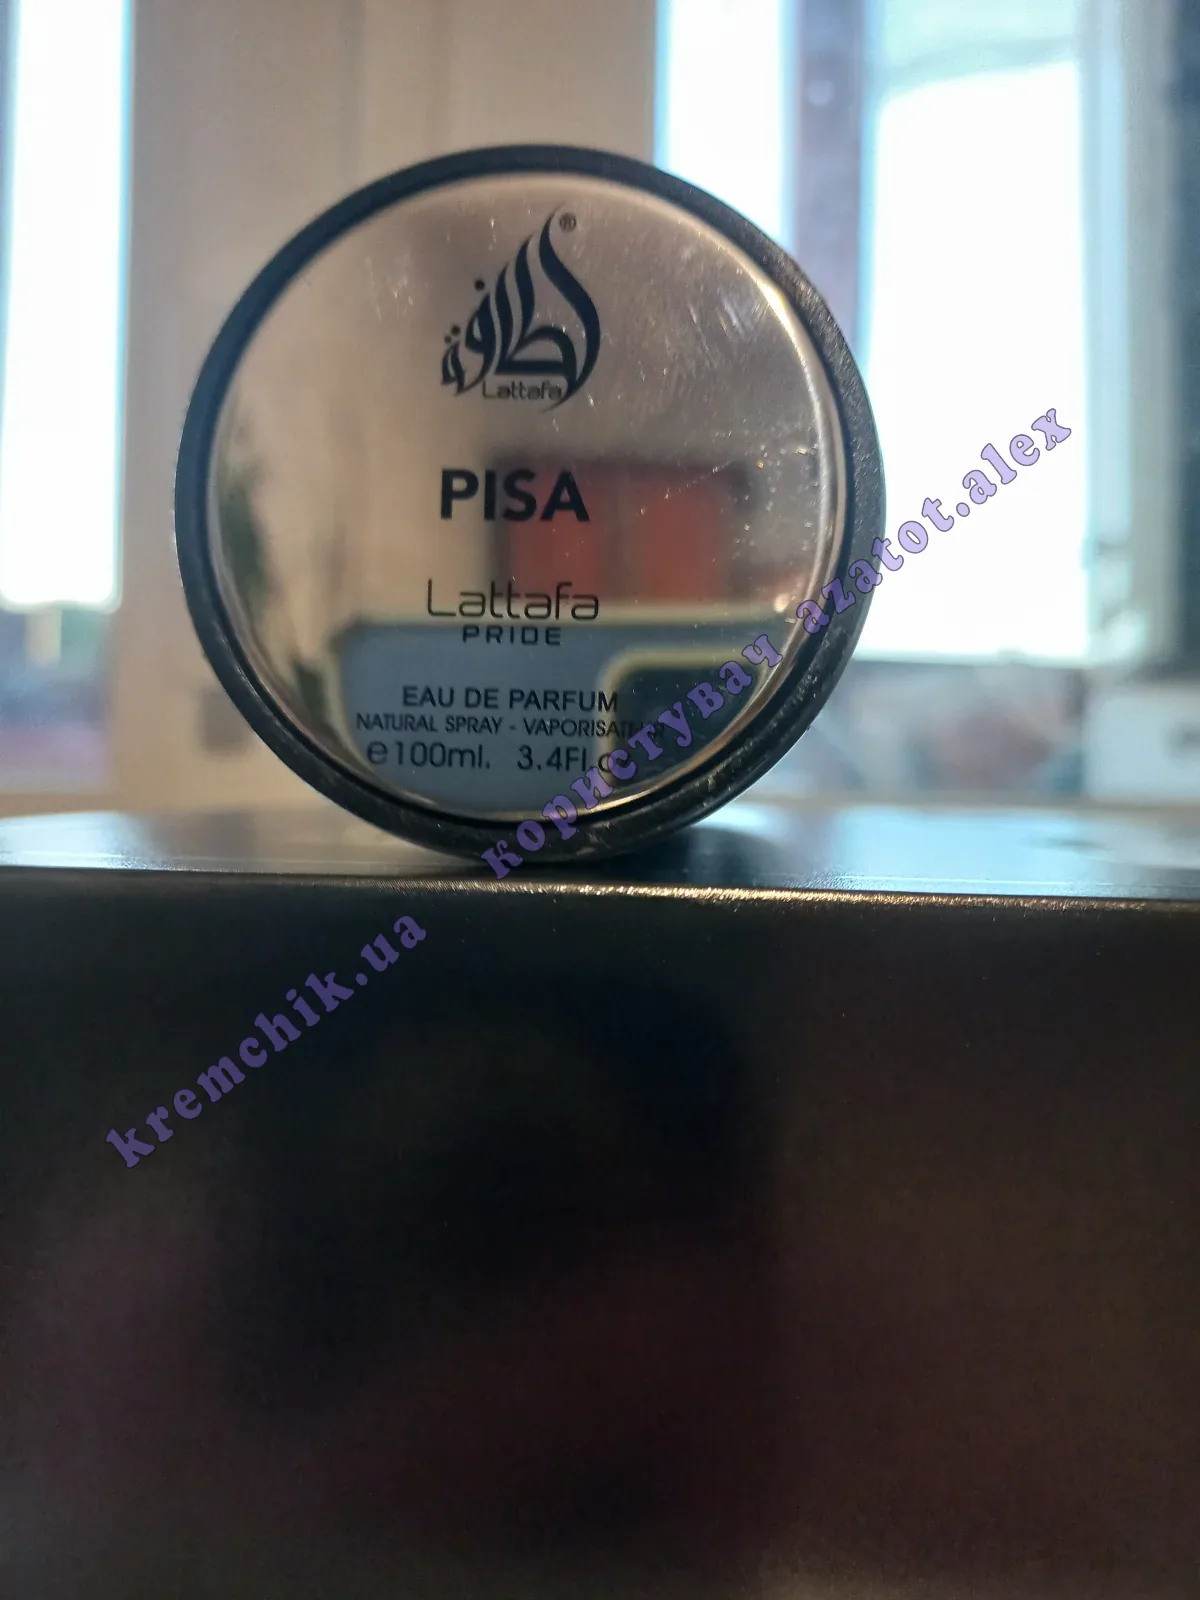 لطافة
®
Lattafa
PISA
Lattafa
PRIDE
EAU DE PARFUM
NATURAL SPRAY - VAPORISATEUR
e100ml. 3.4Fl.o
kremchik.ua
користувач azatot.alex